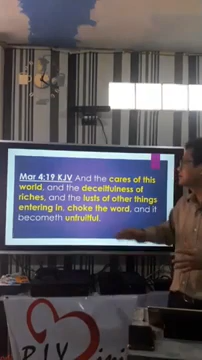 Mar 4:19 KJV And the cares of this
world, and the deceitfulness of
riches, and the lusts of other things
entering in, choke the word, and it
becometh unfruitful.